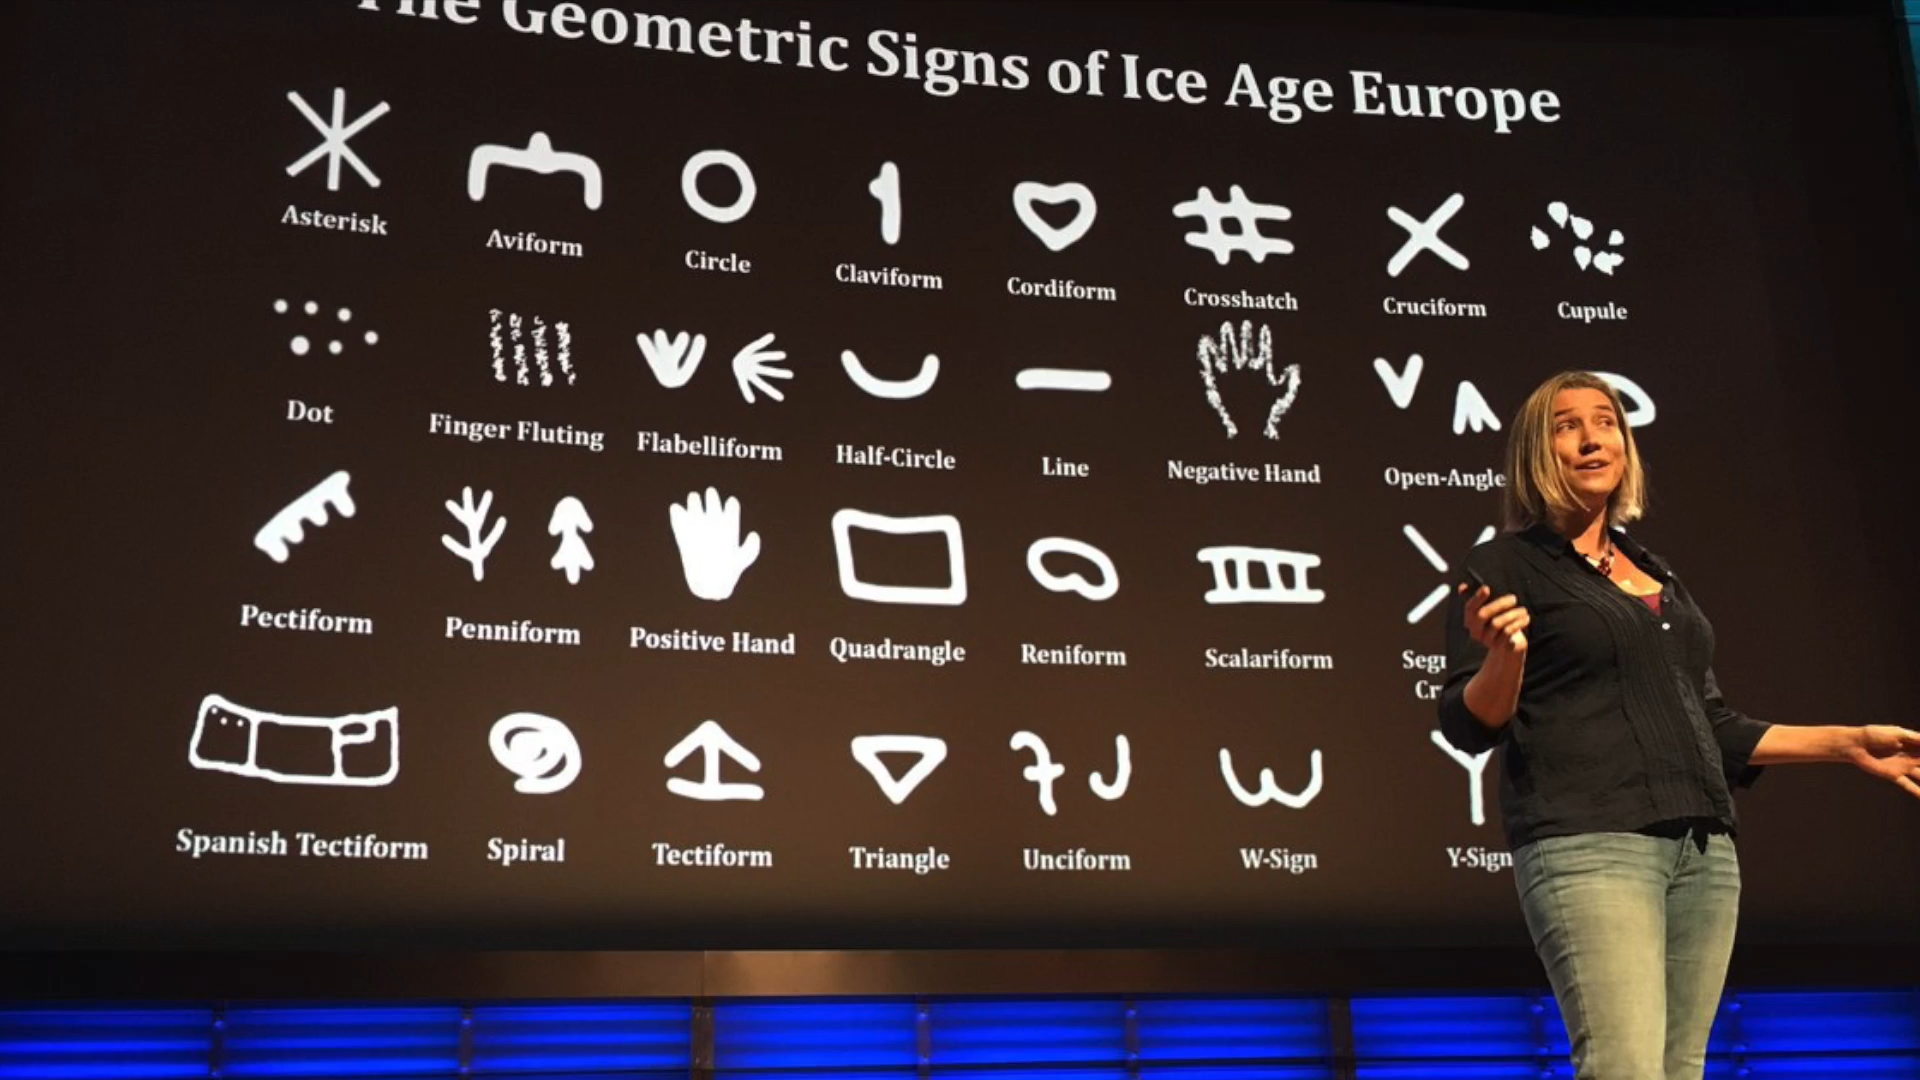 The Geometric Signs of Ice Age Europe
Asterisk
Aviform
Circle
Claviform
Cordiform
Crosshatch
Cruciform
Cupule
Dot
Finger Fluting
Flabelliform
Half-Circle
Line
Negative Hand
Open-Angle
Pectiform
Penniform
Positive Hand
Quadrangle
Reniform
Scalariform
Spanish Tectiform
Spiral
Tectiform
Triangle
Unciform
W-Sign
Y-Sign